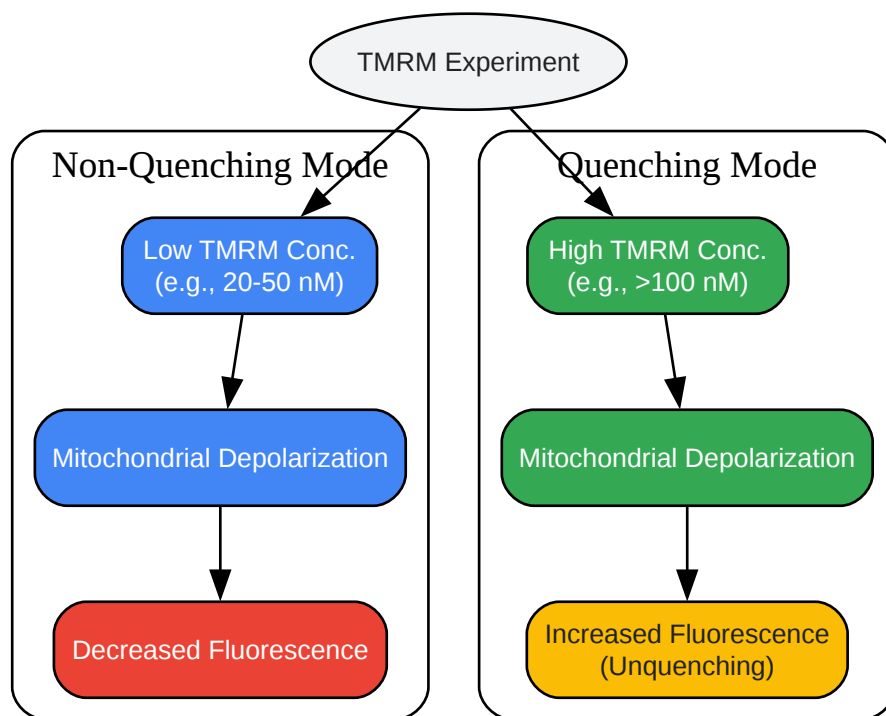 TMRM Experiment
Non-Quenching Mode
Low TMRM Conc.
(e.g., 20-50 nM)
Mitochondrial Depolarization
Decreased Fluorescence
Quenching Mode
High TMRM Conc.
(e.g., >100 nM)
Mitochondrial Depolarization
Increased Fluorescence
(Unquenching)